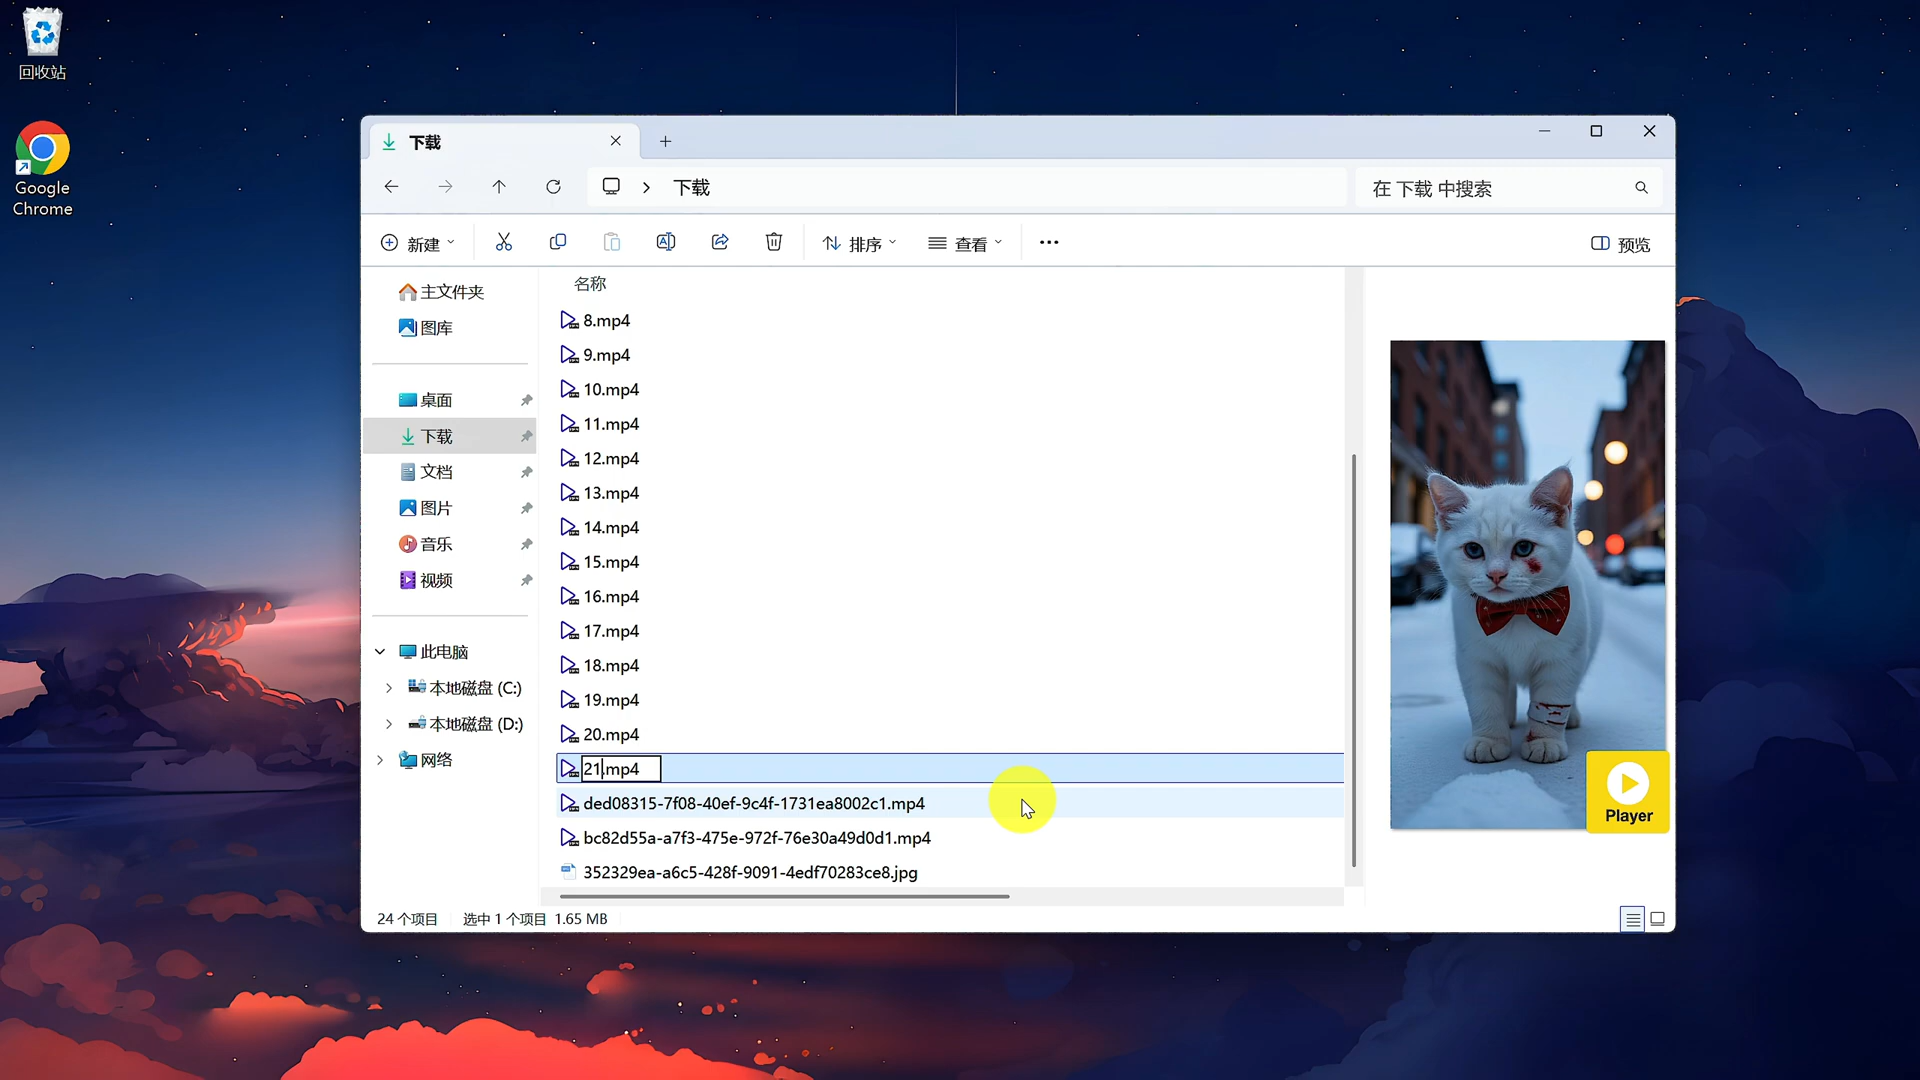 回收站
Google
Chrome
下载
下载
在 下载 中搜索
新建
排序
查看
预览
主文件夹
图库
桌面
下载
文档
图片
音乐
视频
此电脑
本地磁盘 (C:)
本地磁盘 (D:)
网络
名称
8.mp4
9.mp4
10.mp4
11.mp4
12.mp4
13.mp4
14.mp4
15.mp4
16.mp4
17.mp4
18.mp4
19.mp4
20.mp4
21.mp4
ded08315-7f08-40ef-9c4f-1731ea8002c1.mp4
bc82d55a-a7f3-475e-972f-76e30a49d0d1.mp4
352329ea-a6c5-428f-9091-4edf70283ce8.jpg
Player
24 个项目 选中 1 个项目 1.65 MB